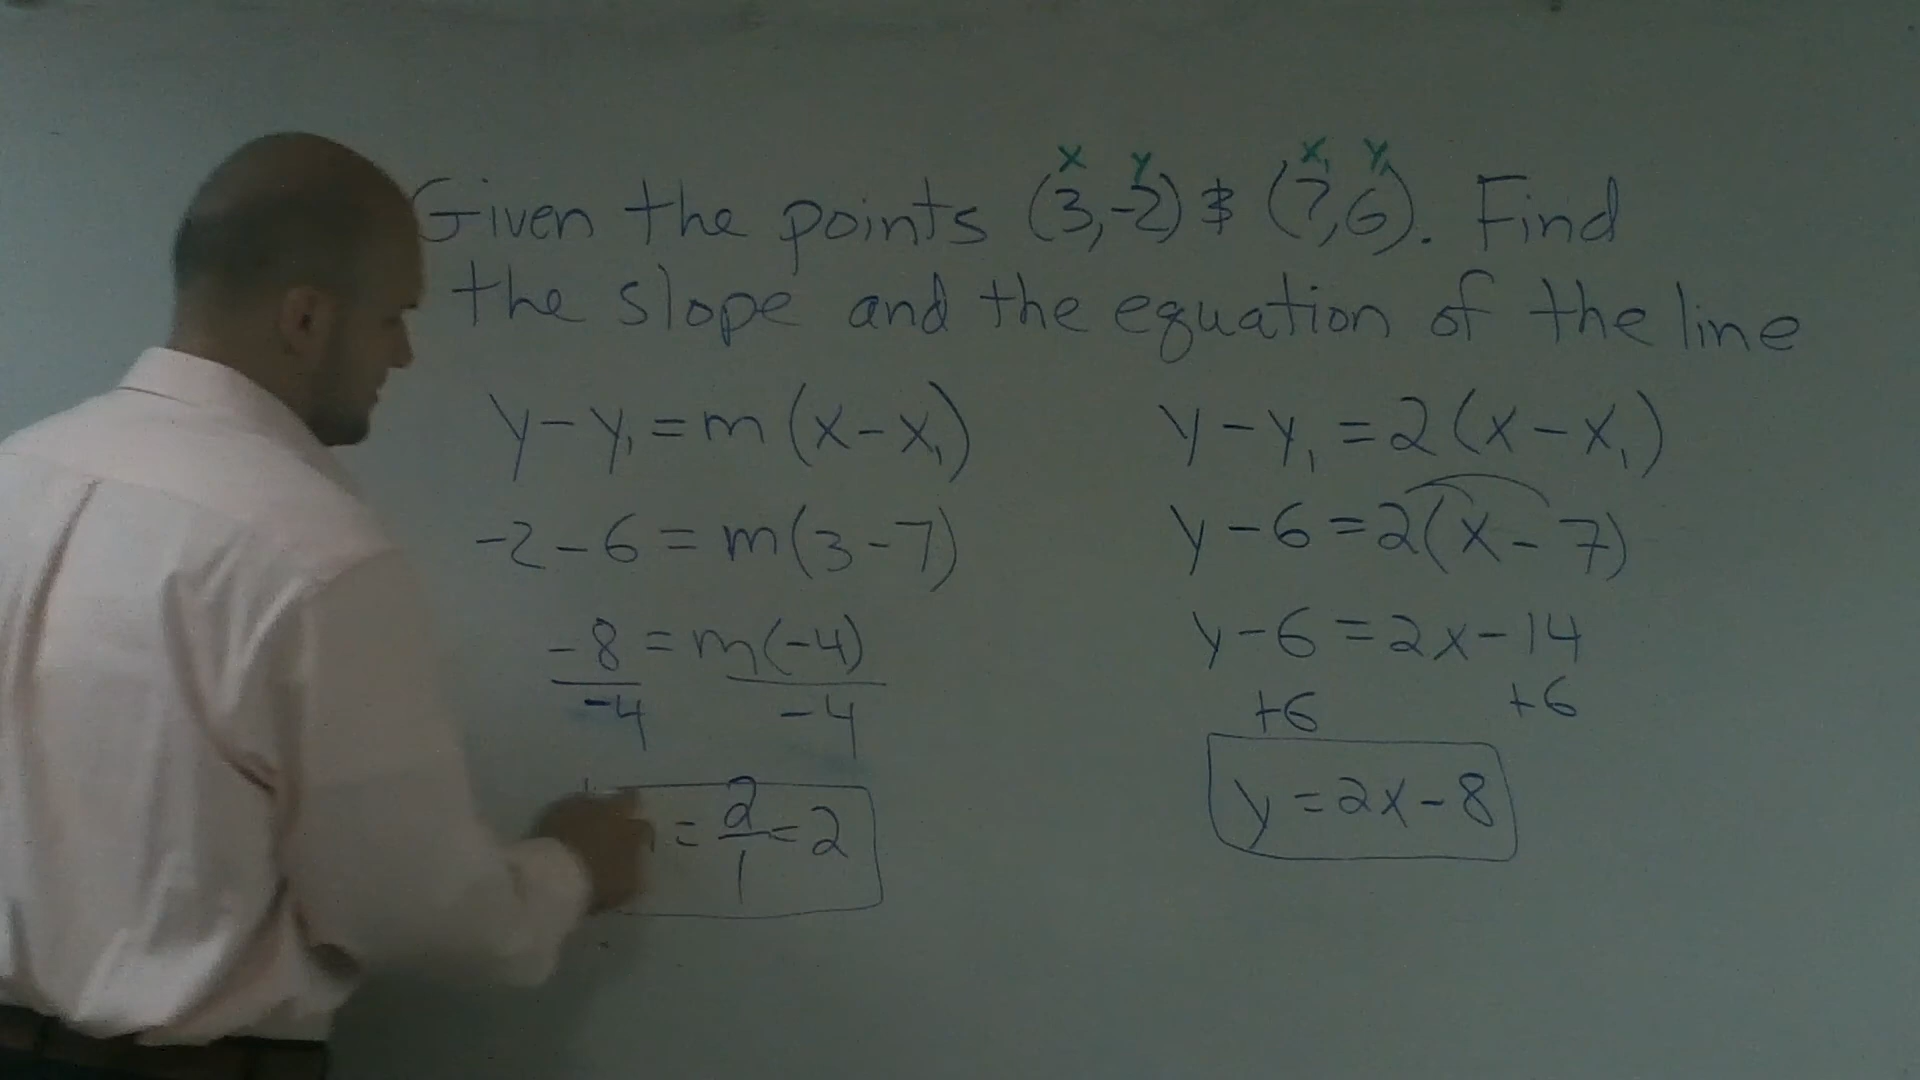 x y x₁ y₁
Given the points (3,-2) & (7,6). Find
the slope and the equation of the line
y-y₁=m(x-x₁)
-2-6=m(3-7)
-8=m(-4)
-4 -4
=2/1=2
y-y₁=2(x-x₁)
y-6=2(x-7)
y-6=2x-14
+6 +6
y=2x-8